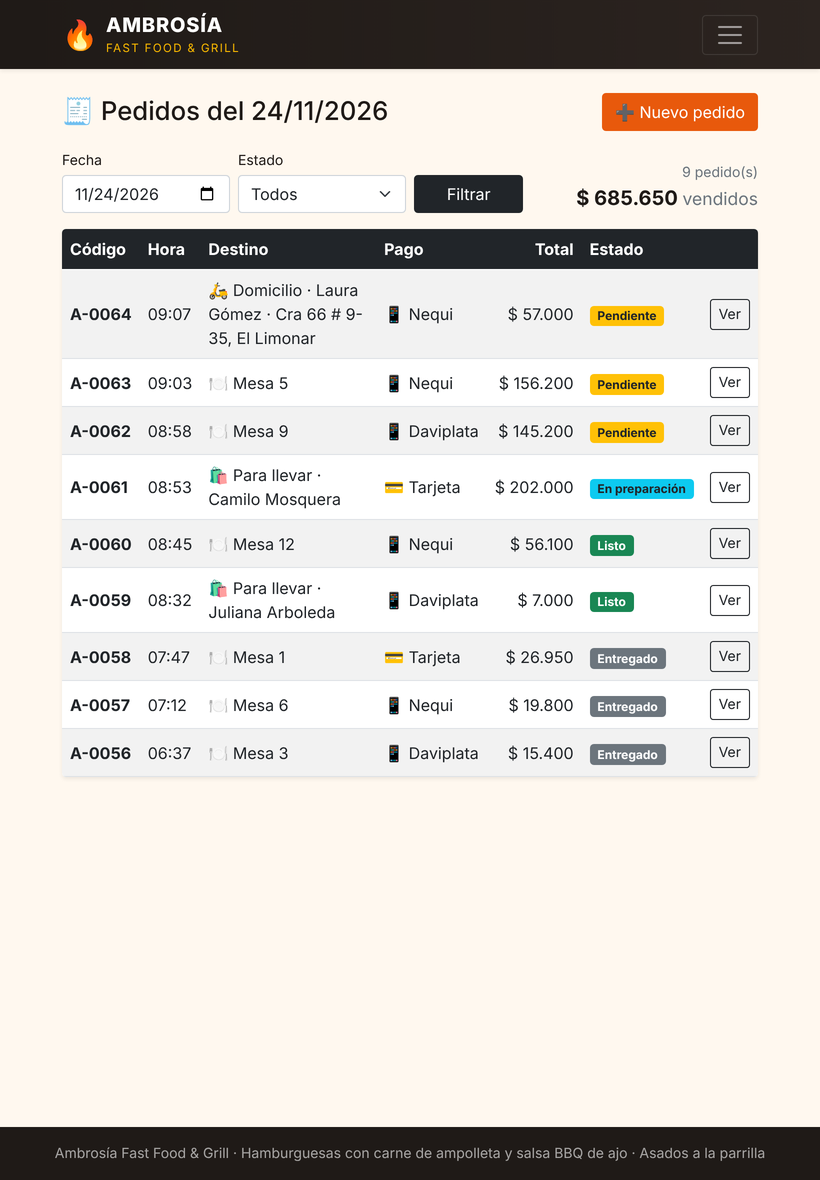 AMBROSÍA
FAST FOOD & GRILL
Pedidos del 24/11/2026
Nuevo pedido
Fecha
Estado
11/24/2026
Todos
Filtrar
9 pedido(s)
$ 685.650 vendidos
Código Hora Destino Pago Total Estado
A-0064 09:07 Domicilio · Laura Gómez · Cra 66 # 9-35, El Limonar Nequi $ 57.000 Pendiente Ver
A-0063 09:03 Mesa 5 Nequi $ 156.200 Pendiente Ver
A-0062 08:58 Mesa 9 Daviplata $ 145.200 Pendiente Ver
A-0061 08:53 Para llevar · Camilo Mosquera Tarjeta $ 202.000 En preparación Ver
A-0060 08:45 Mesa 12 Nequi $ 56.100 Listo Ver
A-0059 08:32 Para llevar · Juliana Arboleda Daviplata $ 7.000 Listo Ver
A-0058 07:47 Mesa 1 Tarjeta $ 26.950 Entregado Ver
A-0057 07:12 Mesa 6 Nequi $ 19.800 Entregado Ver
A-0056 06:37 Mesa 3 Daviplata $ 15.400 Entregado Ver
Ambrosía Fast Food & Grill · Hamburguesas con carne de ampolleta y salsa BBQ de ajo · Asados a la parrilla